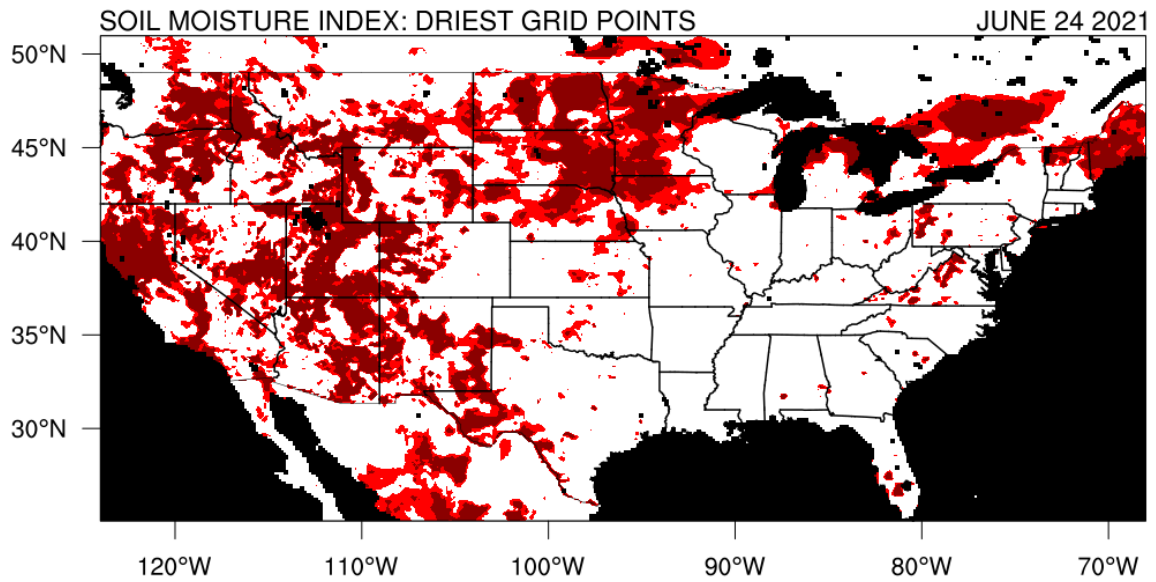 SOIL MOISTURE INDEX: DRIEST GRID POINTS JUNE 24 2021
50°N
45°N
40°N
35°N
30°N
120°W 110°W 100°W 90°W 80°W 70°W